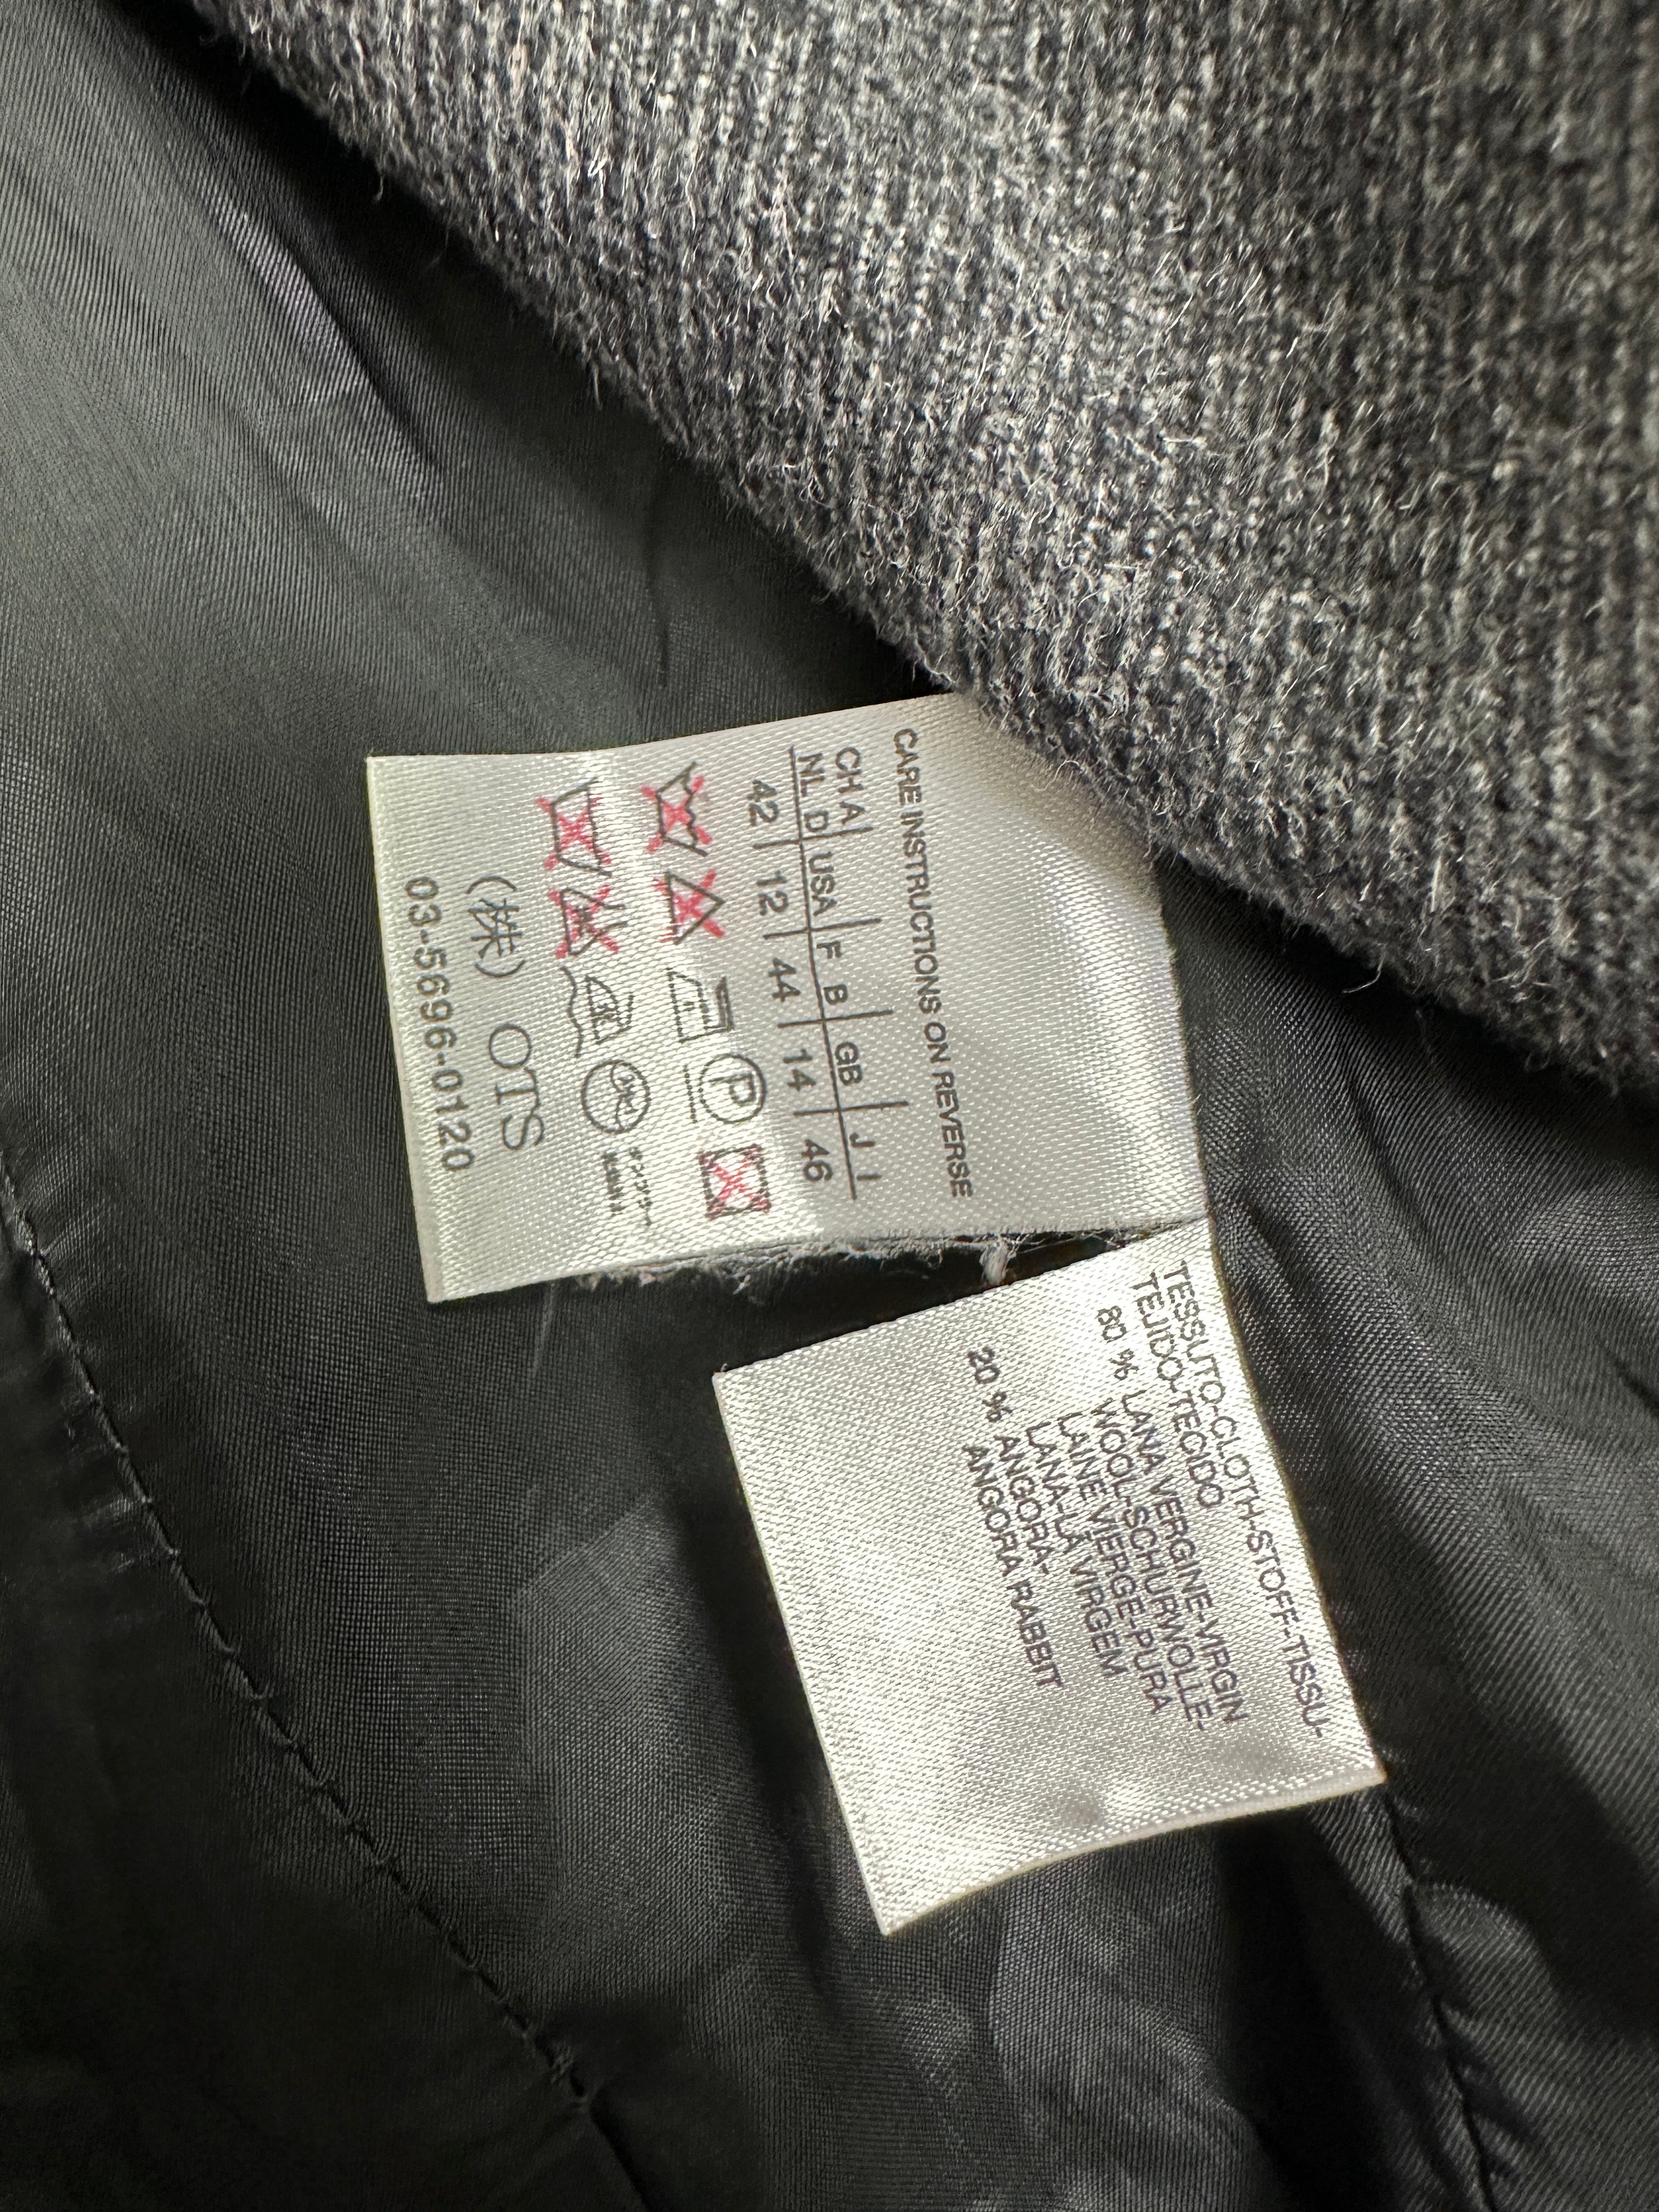 CARE INSTRUCTIONS ON REVERSE
CH A
NL D USA F B GB J I
42 12 44 14 46
P
(株) OTS
03-5696-0120
TESSUTO-CLOTH-STOFF-TISSU-
TEJIDO-TECIDO
80 % LANA VERGINE-VIRGIN
WOOL-SCHURWOLLE-
LAINE VIERGE-PURA
LANA-LÃ VIRGEM
20 % ANGORA-
ANGORA RABBIT